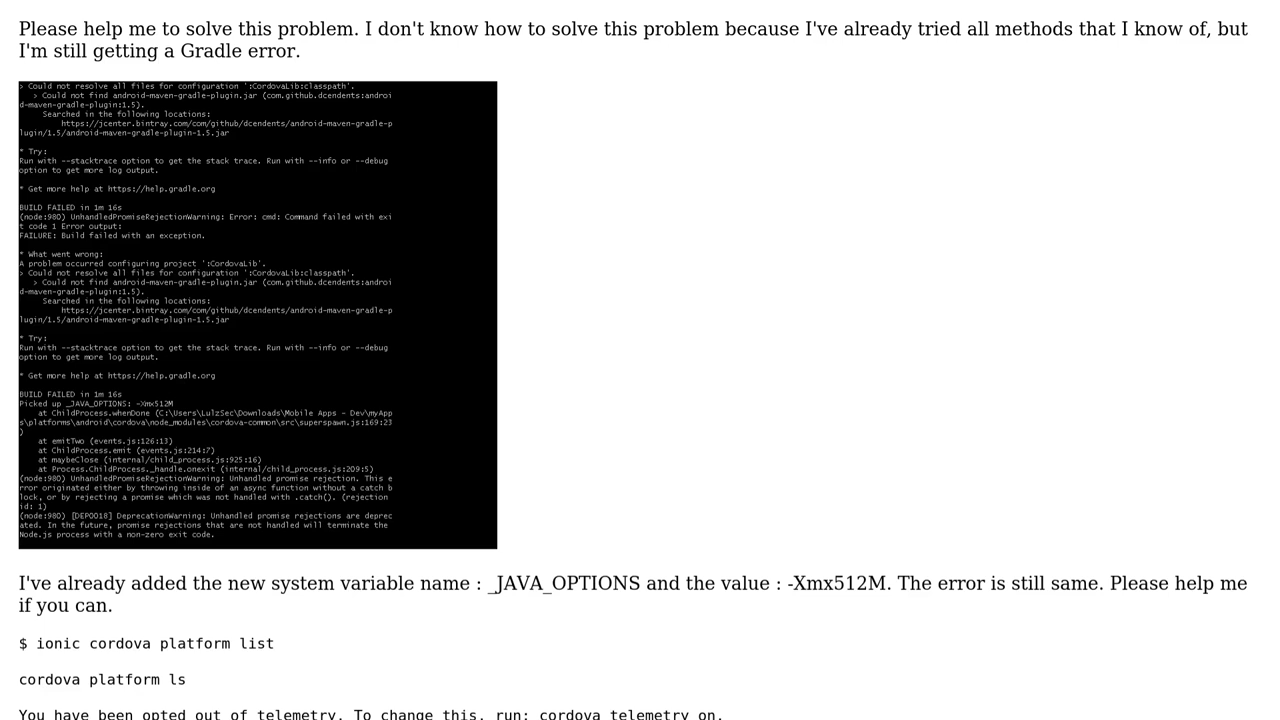 Please help me to solve this problem. I don't know how to solve this problem because I've already tried all methods that I know of, but
I'm still getting a Gradle error.
> Could not resolve all files for configuration ':CordovaLib:classpath'.
> Could not find android-maven-gradle-plugin.jar (com.github.dcendents:androi
d-maven-gradle-plugin:1.5).
Searched in the following locations:
https://jcenter.bintray.com/com/github/dcendents/android-maven-gradle-p
lugin/1.5/android-maven-gradle-plugin-1.5.jar
* Try:
Run with --stacktrace option to get the stack trace. Run with --info or --debug
option to get more log output.
* Get more help at https://help.gradle.org
BUILD FAILED in 1m 16s
(node:980) UnhandledPromiseRejectionWarning: Error: cmd: Command failed with exi
t code 1 Error output:
FAILURE: Build failed with an exception.
* What went wrong:
A problem occurred configuring project ':CordovaLib'.
> Could not resolve all files for configuration ':CordovaLib:classpath'.
> Could not find android-maven-gradle-plugin.jar (com.github.dcendents:androi
d-maven-gradle-plugin:1.5).
Searched in the following locations:
https://jcenter.bintray.com/com/github/dcendents/android-maven-gradle-p
lugin/1.5/android-maven-gradle-plugin-1.5.jar
* Try:
Run with --stacktrace option to get the stack trace. Run with --info or --debug
option to get more log output.
* Get more help at https://help.gradle.org
BUILD FAILED in 1m 16s
Picked up _JAVA_OPTIONS: -Xmx512M
at ChildProcess.whenDone (C:\Users\LulzSec\Downloads\Mobile Apps - Dev\myApp
s\platforms\android\cordova\node_modules\cordova-common\src\superspawn.js:169:23
)
at emitTwo (events.js:126:13)
at ChildProcess.emit (events.js:214:7)
at maybeClose (internal/child_process.js:925:16)
at Process.ChildProcess._handle.onexit (internal/child_process.js:209:5)
(node:980) UnhandledPromiseRejectionWarning: Unhandled promise rejection. This e
rror originated either by throwing inside of an async function without a catch b
lock, or by rejecting a promise which was not handled with .catch(). (rejection
id: 1)
(node:980) [DEP0018] DeprecationWarning: Unhandled promise rejections are deprec
ated. In the future, promise rejections that are not handled will terminate the
Node.js process with a non-zero exit code.
I've already added the new system variable name : _JAVA_OPTIONS and the value : -Xmx512M. The error is still same. Please help me
if you can.
$ ionic cordova platform list
cordova platform ls
You have been opted out of telemetry. To change this, run: cordova telemetry on.